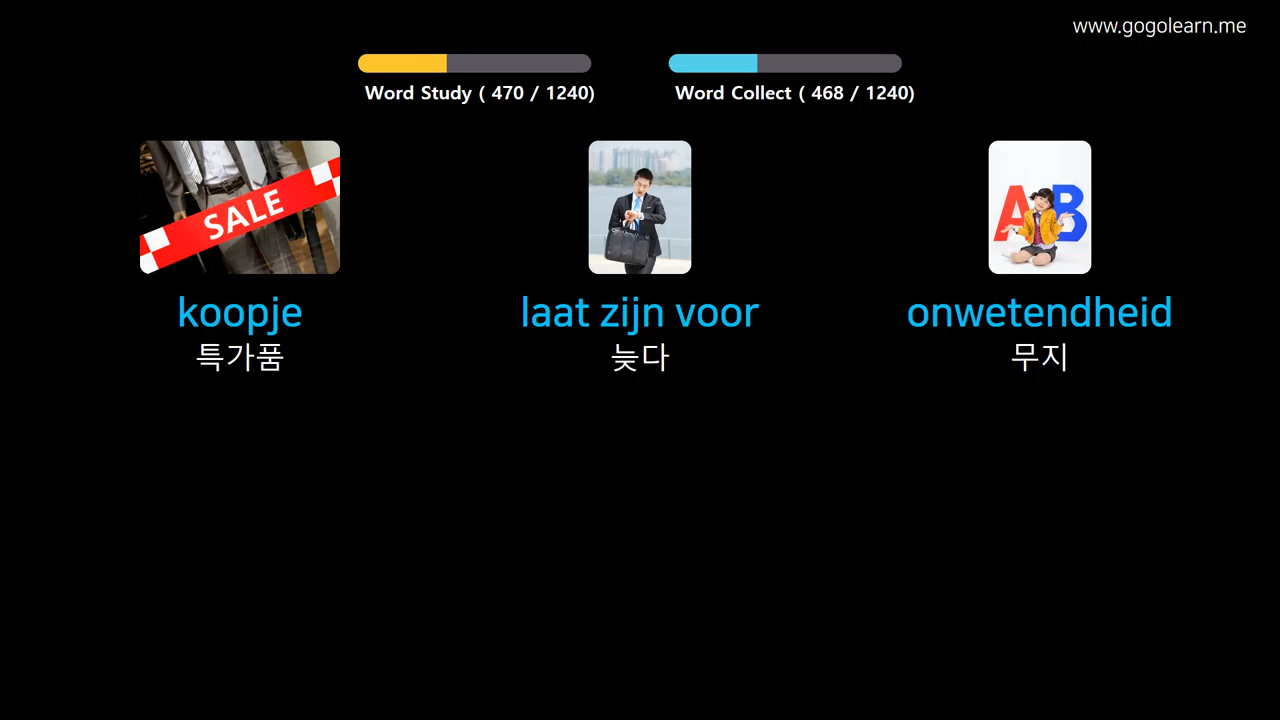 www.gogolearn.me
Word Study ( 470 / 1240)
Word Collect ( 468 / 1240)
SALE
A B
koopje
laat zijn voor
onwetendheid
특가품
늦다
무지